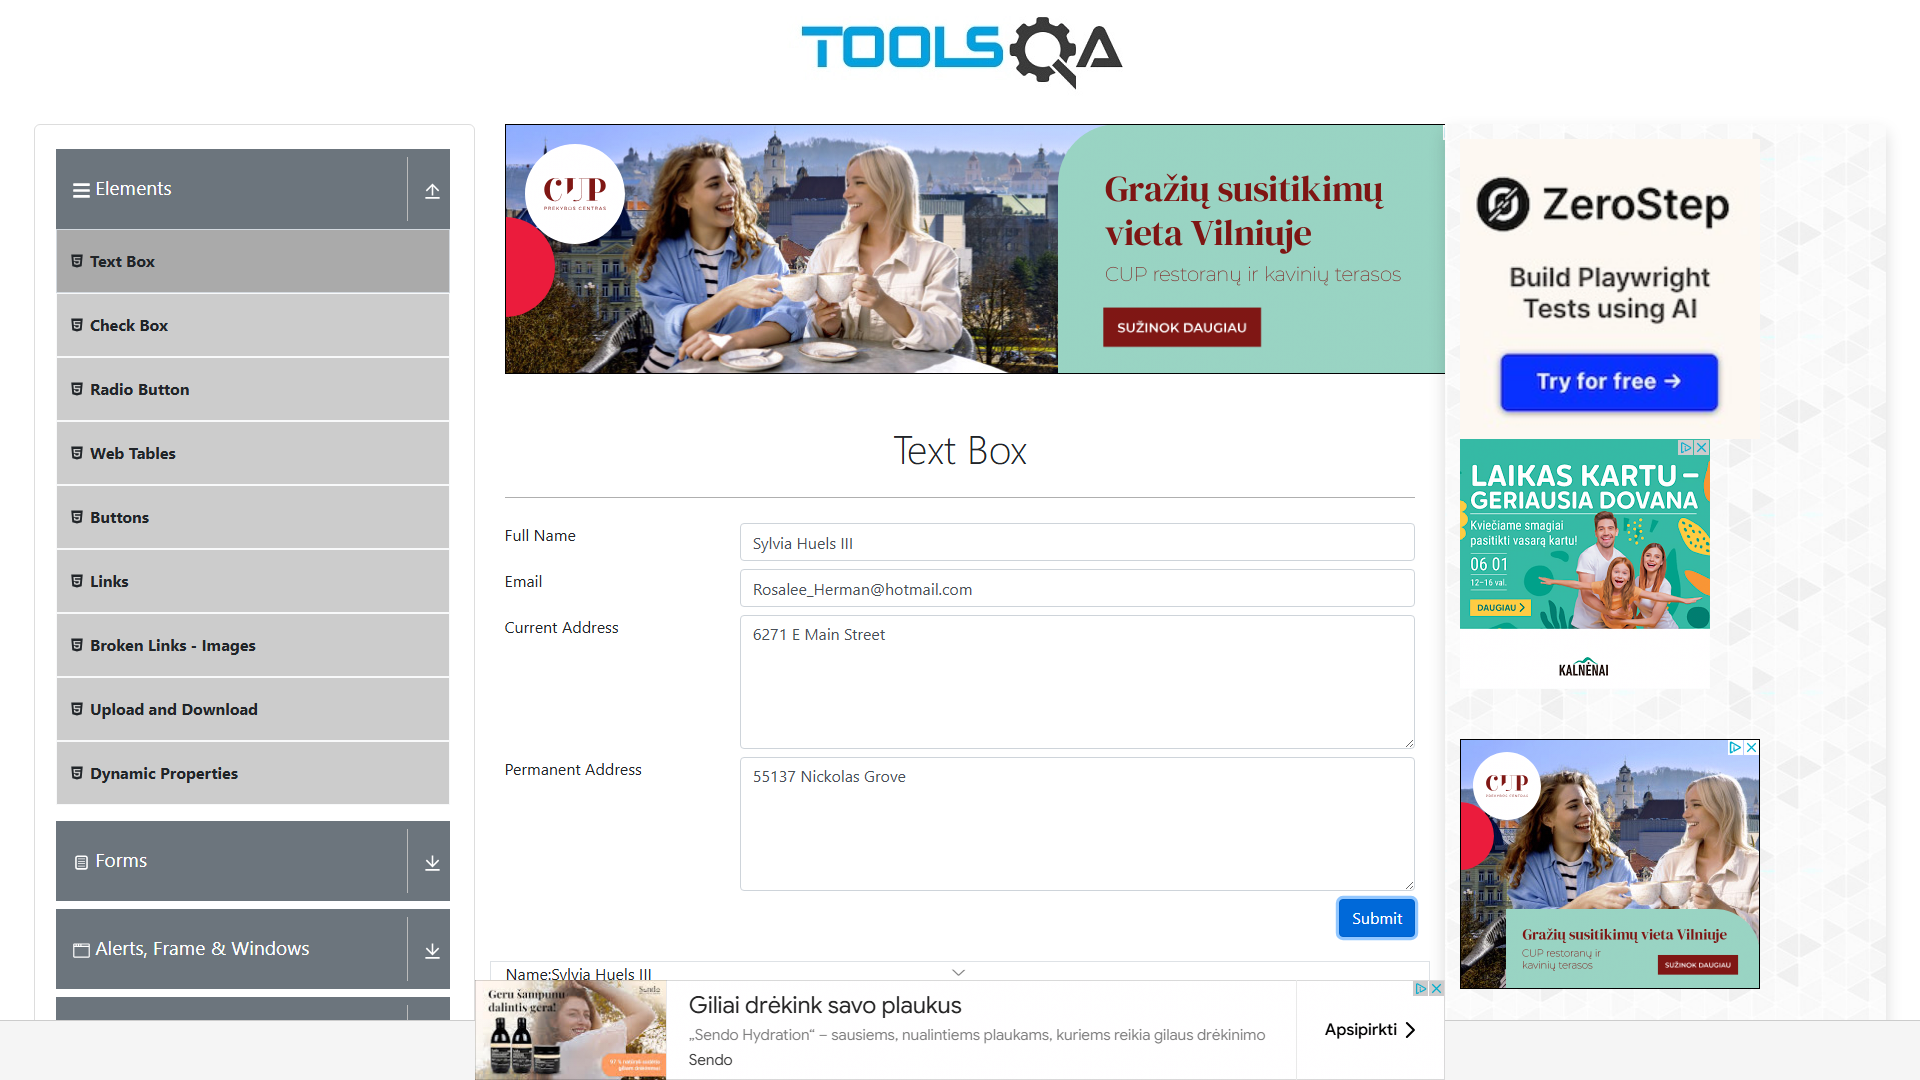 TOOLSQA
Elements
Text Box
Check Box
Radio Button
Web Tables
Buttons
Links
Broken Links - Images
Upload and Download
Dynamic Properties
Forms
Alerts, Frame & Windows
CUP
PREKYBOS CENTRAS
Gražių susitikimų
vieta Vilniuje
CUP restoranų ir kavinių terasos
SUŽINOK DAUGIAU
Text Box
Full Name
Sylvia Huels III
Email
Rosalee_Herman@hotmail.com
Current Address
6271 E Main Street
Permanent Address
55137 Nickolas Grove
Submit
Name:Sylvia Huels III
Gerų šampūnų
dalintis gera!
Sendo
Giliai drėkink savo plaukus
„Sendo Hydration“ – sausiems, nualintiems plaukams, kuriems reikia gilaus drėkinimo
Sendo
Apsipirkti
ZeroStep
Build Playwright
Tests using AI
Try for free →
LAIKAS KARTU –
GERIAUSIA DOVANA
Kviečiame smagiai
pasitikti vasarą kartu!
06 01
12–16 val.
DAUGIAU
KALNĖNAI
CUP
PREKYBOS CENTRAS
Gražių susitikimų vieta Vilniuje
CUP restoranų ir
kavinių terasos
SUŽINOK DAUGIAU